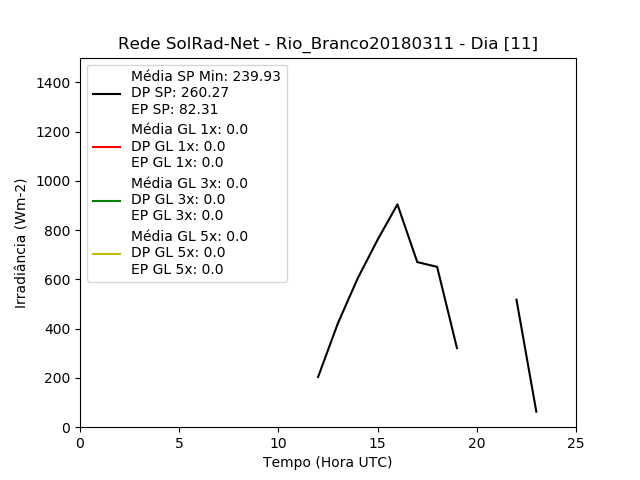 Rede SolRad-Net - Rio_Branco20180311 - Dia [11]
Média SP Min: 239.93
DP SP: 260.27
EP SP: 82.31
Média GL 1x: 0.0
DP GL 1x: 0.0
EP GL 1x: 0.0
Média GL 3x: 0.0
DP GL 3x: 0.0
EP GL 3x: 0.0
Média GL 5x: 0.0
DP GL 5x: 0.0
EP GL 5x: 0.0
Irradiância (Wm-2)
1400
1200
1000
800
600
400
200
0
0 5 10 15 20 25
Tempo (Hora UTC)